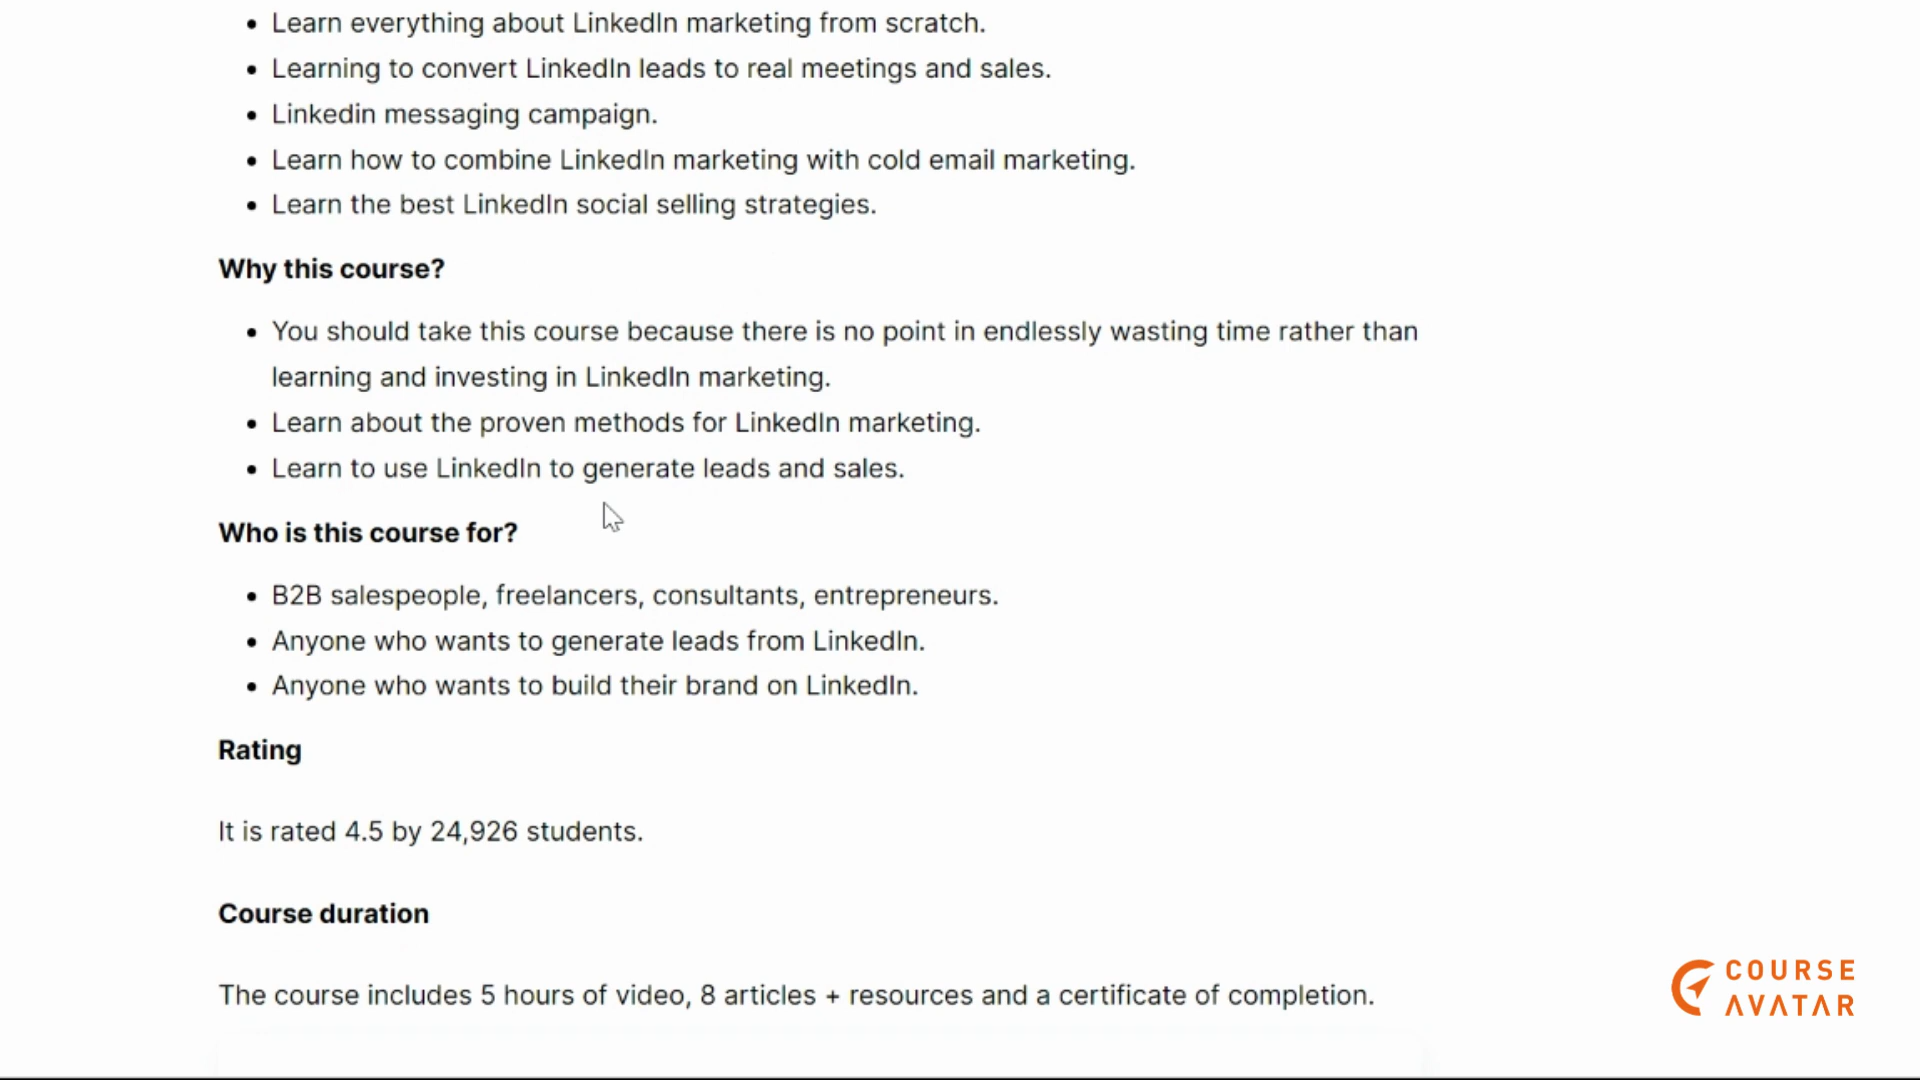 • Learn everything about LinkedIn marketing from scratch.
• Learning to convert LinkedIn leads to real meetings and sales.
• Linkedin messaging campaign.
• Learn how to combine LinkedIn marketing with cold email marketing.
• Learn the best LinkedIn social selling strategies.
Why this course?
• You should take this course because there is no point in endlessly wasting time rather than
learning and investing in LinkedIn marketing.
• Learn about the proven methods for LinkedIn marketing.
• Learn to use LinkedIn to generate leads and sales.
Who is this course for?
• B2B salespeople, freelancers, consultants, entrepreneurs.
• Anyone who wants to generate leads from LinkedIn.
• Anyone who wants to build their brand on LinkedIn.
Rating
It is rated 4.5 by 24,926 students.
Course duration
The course includes 5 hours of video, 8 articles + resources and a certificate of completion.
COURSE
AVATAR